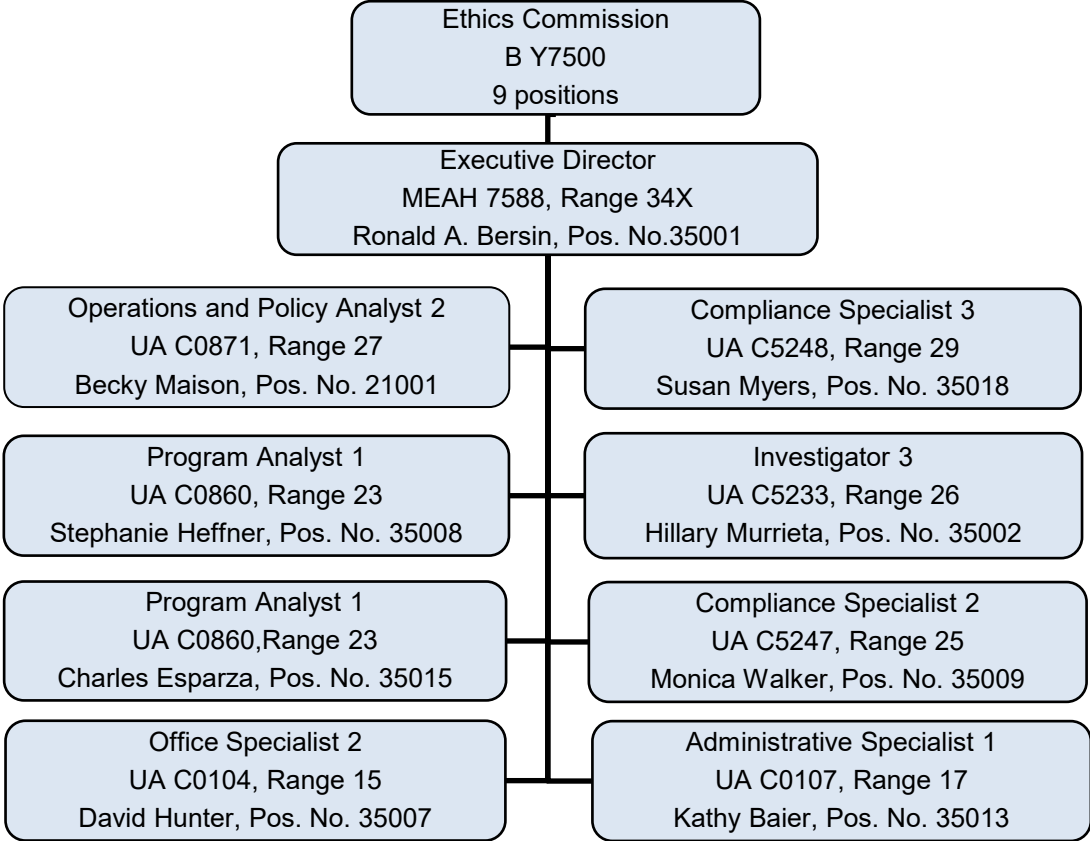 Ethics Commission
B Y7500
9 positions
Executive Director
MEAH 7588, Range 34X
Ronald A. Bersin, Pos. No.35001
Operations and Policy Analyst 2
UA C0871, Range 27
Becky Maison, Pos. No. 21001
Compliance Specialist 3
UA C5248, Range 29
Susan Myers, Pos. No. 35018
Program Analyst 1
UA C0860, Range 23
Stephanie Heffner, Pos. No. 35008
Investigator 3
UA C5233, Range 26
Hillary Murrieta, Pos. No. 35002
Program Analyst 1
UA C0860,Range 23
Charles Esparza, Pos. No. 35015
Compliance Specialist 2
UA C5247, Range 25
Monica Walker, Pos. No. 35009
Office Specialist 2
UA C0104, Range 15
David Hunter, Pos. No. 35007
Administrative Specialist 1
UA C0107, Range 17
Kathy Baier, Pos. No. 35013